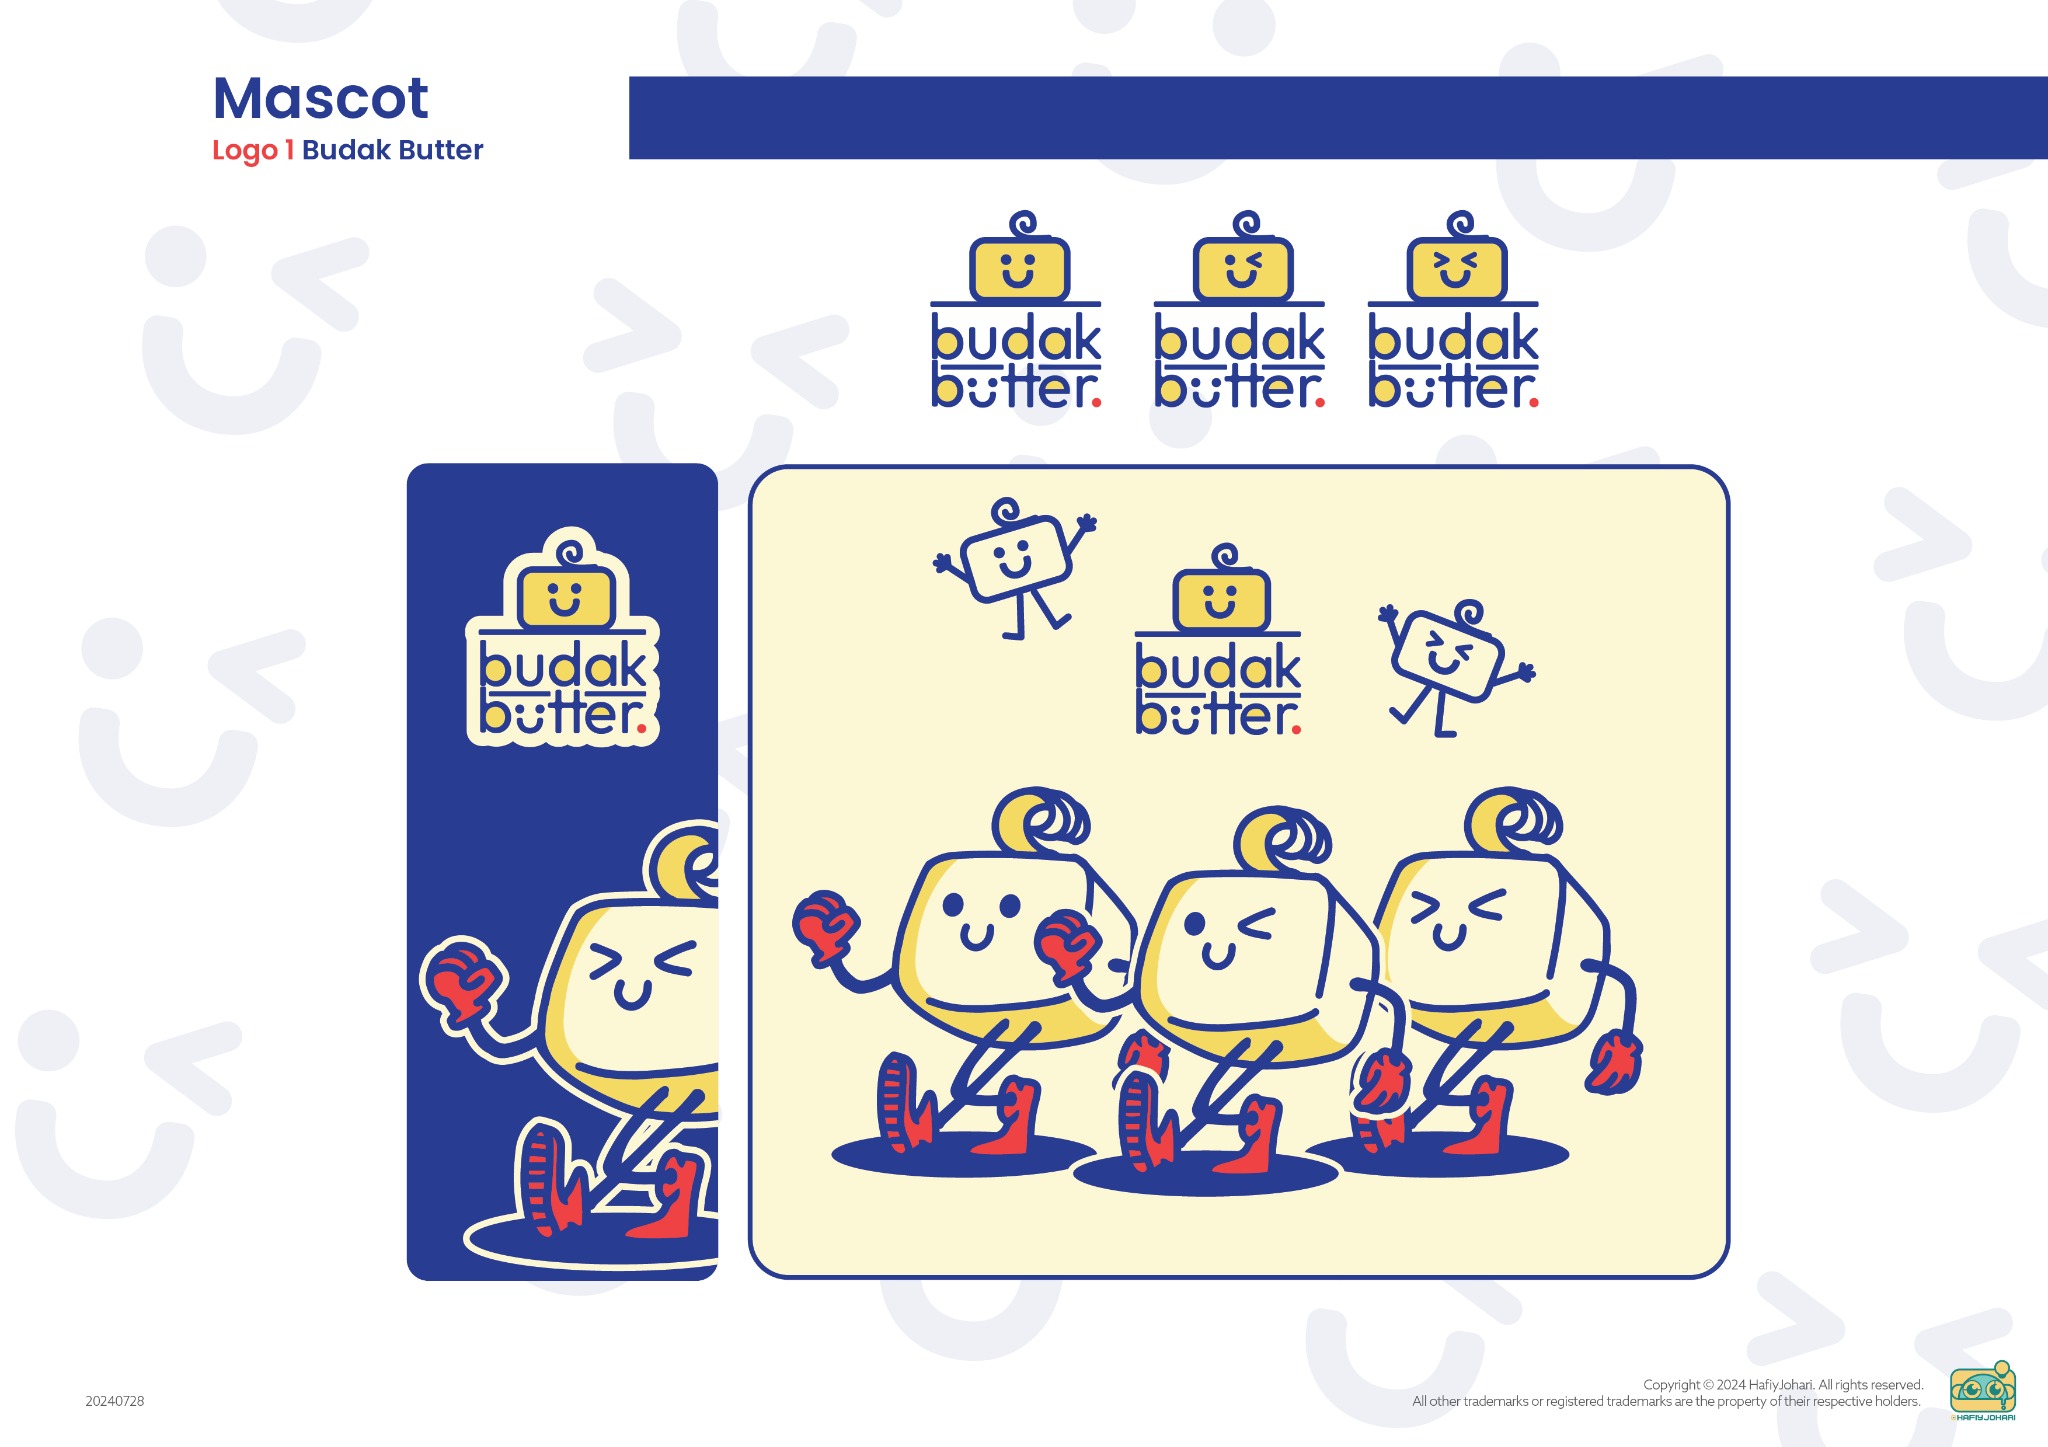 Mascot
Logo 1 Budak Butter
budak
butter.
budak
butter.
budak
butter.
budak
butter.
budak
butter.
20240728
Copyright © 2024 HafiyJohari. All rights reserved.
All other trademarks or registered trademarks are the property of their respective holders.
@HAFIYJOHARI